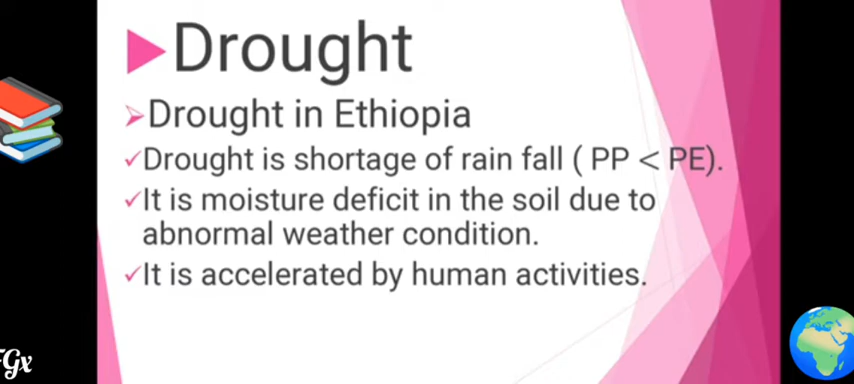 Drought
Drought in Ethiopia
Drought is shortage of rain fall ( PP < PE).
It is moisture deficit in the soil due to
abnormal weather condition.
It is accelerated by human activities.
Gx